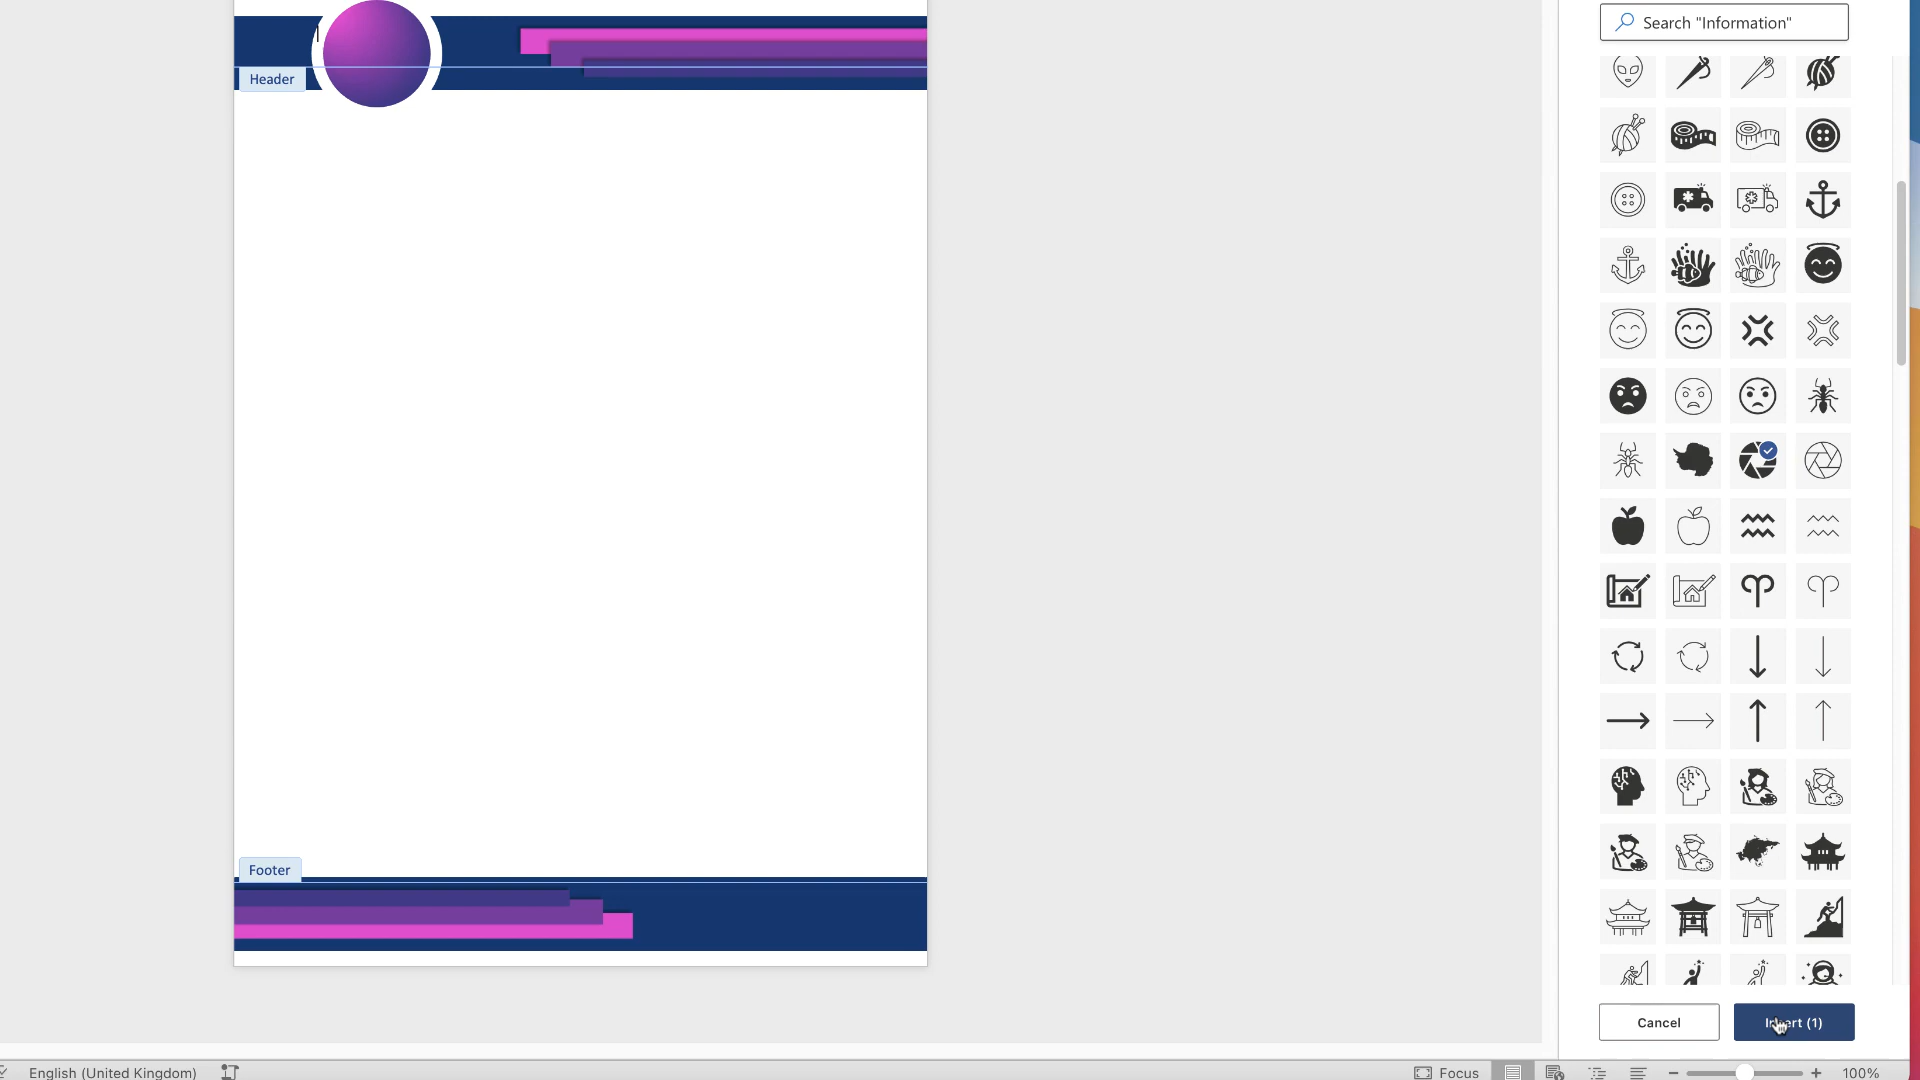 Search "Information"
Header
Footer
Cancel
Insert (1)
English (United Kingdom)
Focus
100%